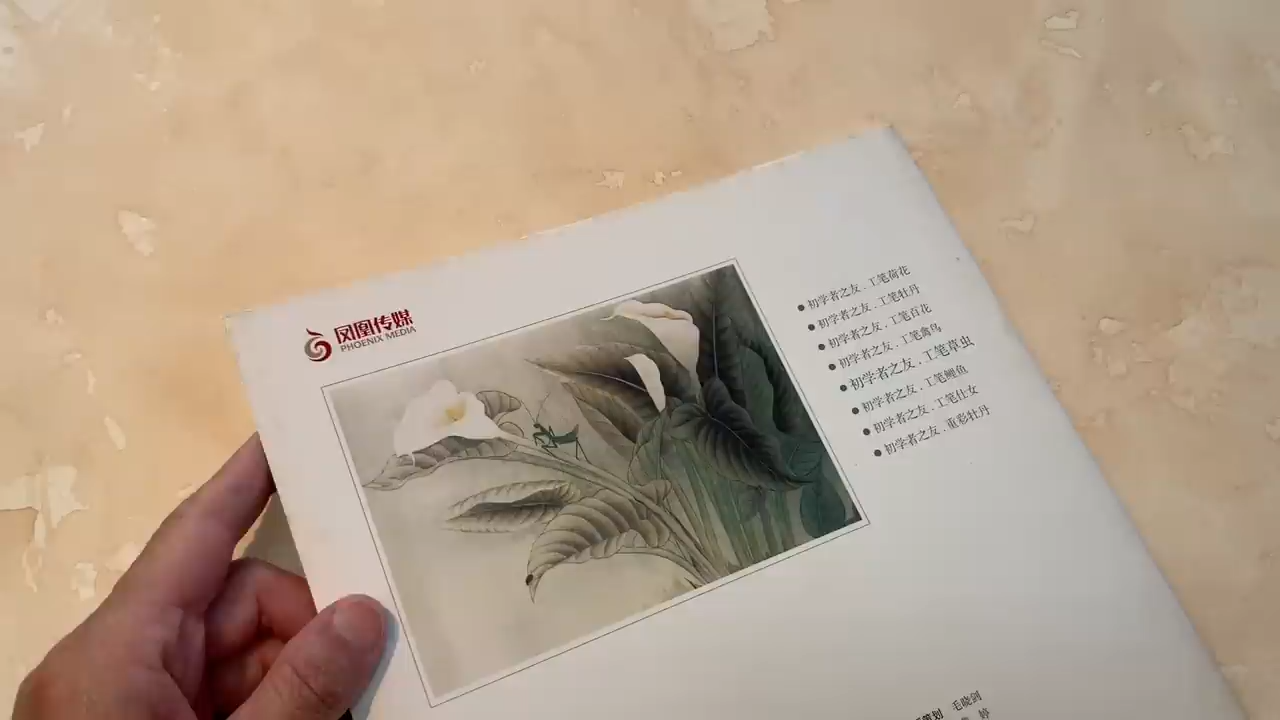 凤凰传媒
PHOENIX MEDIA
● 初学者之友 . 工笔荷花
● 初学者之友 . 工笔牡丹
● 初学者之友 . 工笔百花
● 初学者之友 . 工笔禽鸟
● 初学者之友 . 工笔草虫
● 初学者之友 . 工笔鲤鱼
● 初学者之友 . 工笔仕女
● 初学者之友 . 重彩牡丹
策划 毛晓剑
婷